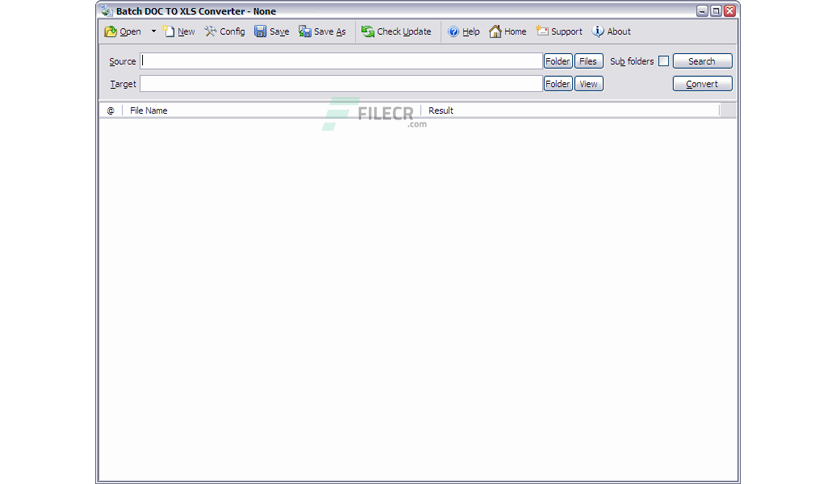 Batch DOC TO XLS Converter - None
Open New Config Save Save As Check Update Help Home Support About
Source Folder Files Sub folders Search
Target Folder View Convert
@ File Name Result
FILECR
.com